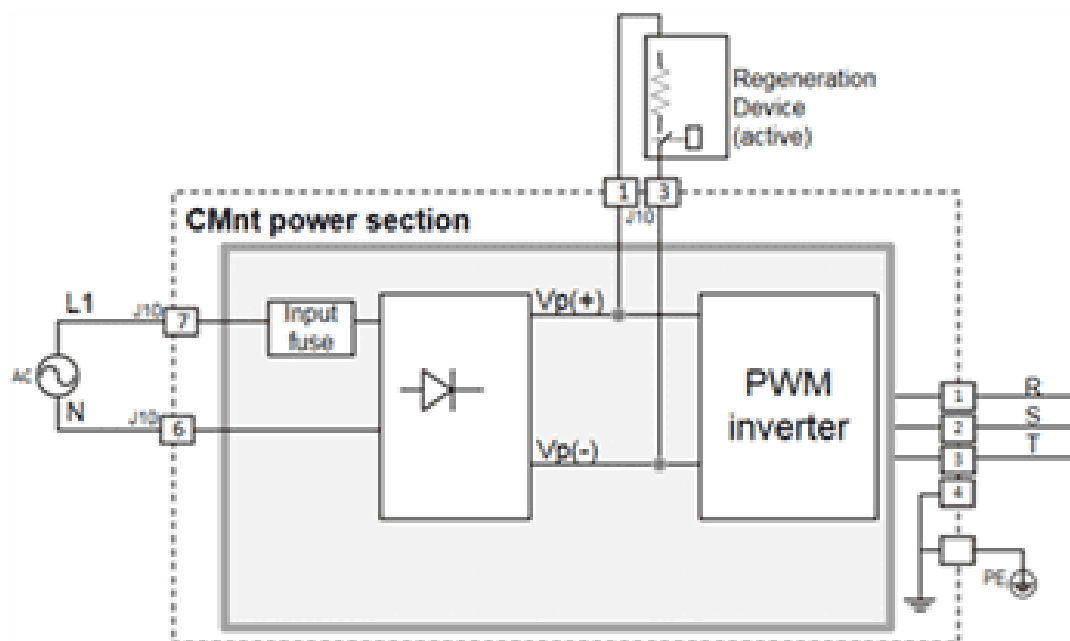 Regeneration
Device
(active)
1 3
J10
CMnt power section
L1
J10
7
Input
fuse
Vp(+)
AC
N
J10
6
PWM
inverter
Vp(-)
1
R
2
S
3
T
4
PE